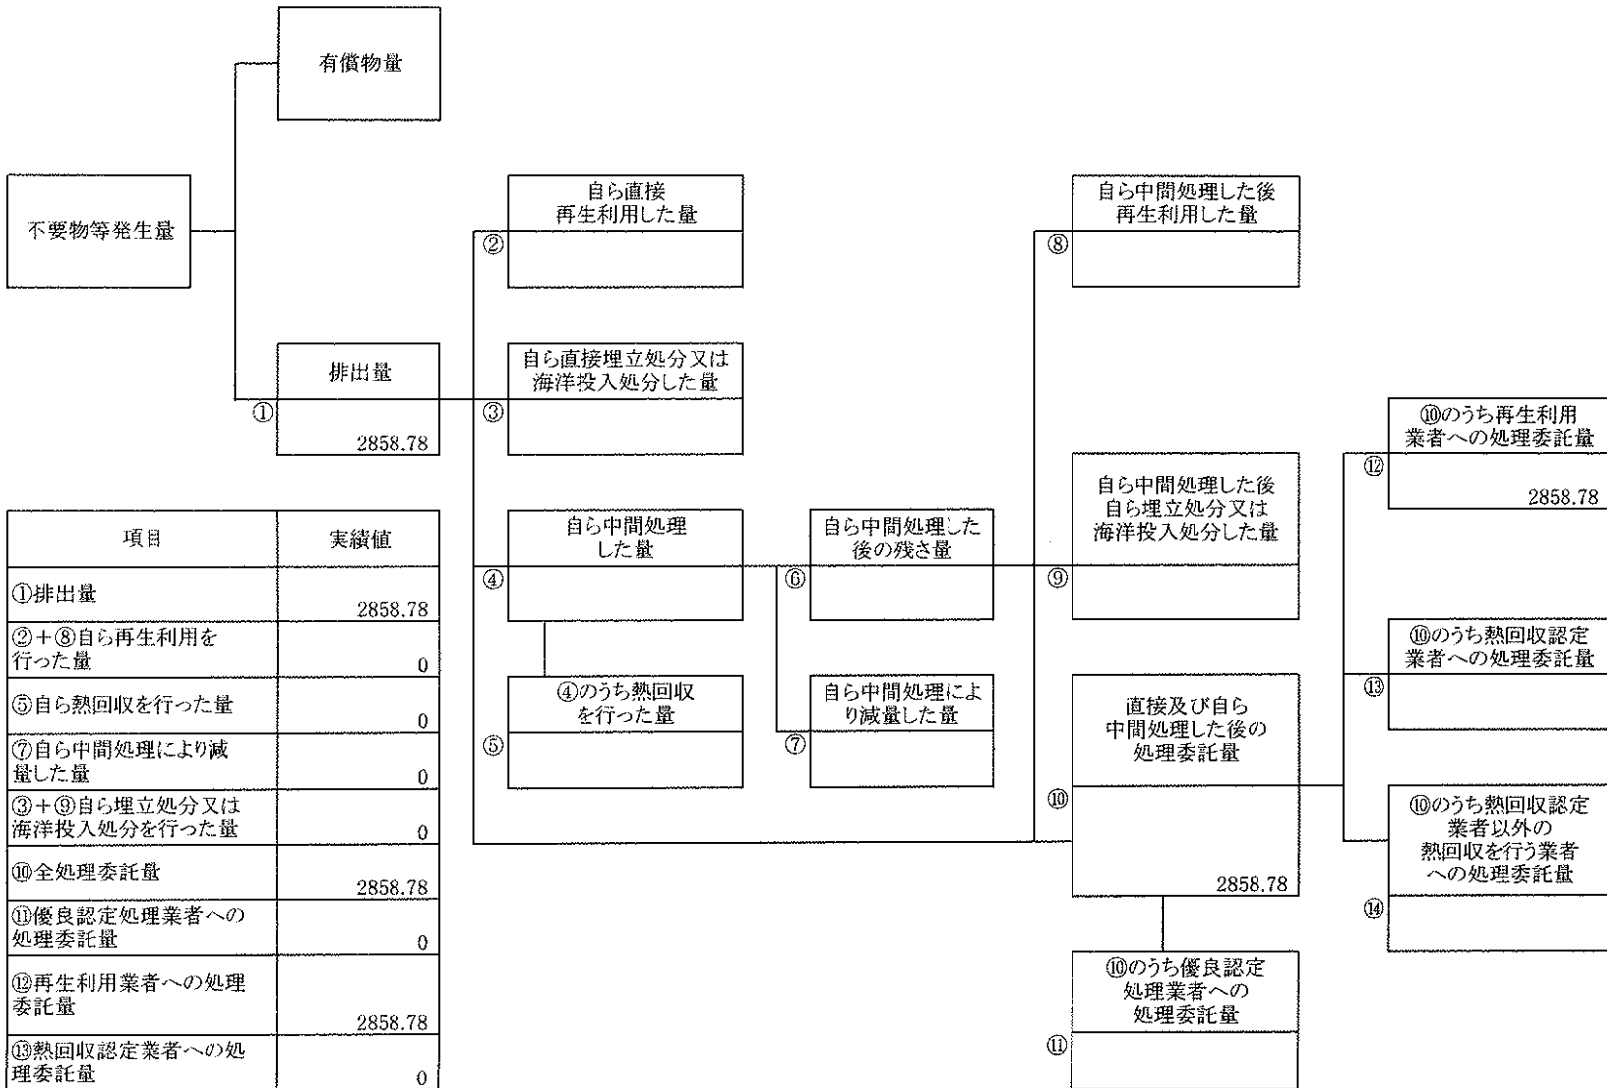 有償物量
不要物等発生量
自ら直接
再生利用した量
②
自ら中間処理した後
再生利用した量
⑧
排出量
①
2858.78
自ら直接埋立処分又は
海洋投入処分した量
③
⑩のうち再生利用
業者への処理委託量
⑫
2858.78
自ら中間処理
した量
④
自ら中間処理した
後の残さ量
⑥
自ら中間処理した後
自ら埋立処分又は
海洋投入処分した量
⑨
⑩のうち熱回収認定
業者への処理委託量
⑬
④のうち熱回収
を行った量
⑤
自ら中間処理によ
り減量した量
⑦
直接及び自ら
中間処理した後の
処理委託量
⑩
2858.78
⑩のうち熱回収認定
業者以外の
熱回収を行う業者
への処理委託量
⑭
⑩のうち優良認定
処理業者への
処理委託量
⑪
項目 実績値
①排出量 2858.78
②+⑧自ら再生利用を
行った量 0
⑤自ら熱回収を行った量 0
⑦自ら中間処理により減
量した量 0
③+⑨自ら埋立処分又は
海洋投入処分を行った量 0
⑩全処理委託量 2858.78
⑪優良認定処理業者への
処理委託量 0
⑫再生利用業者への処理
委託量 2858.78
⑬熱回収認定業者への処
理委託量 0